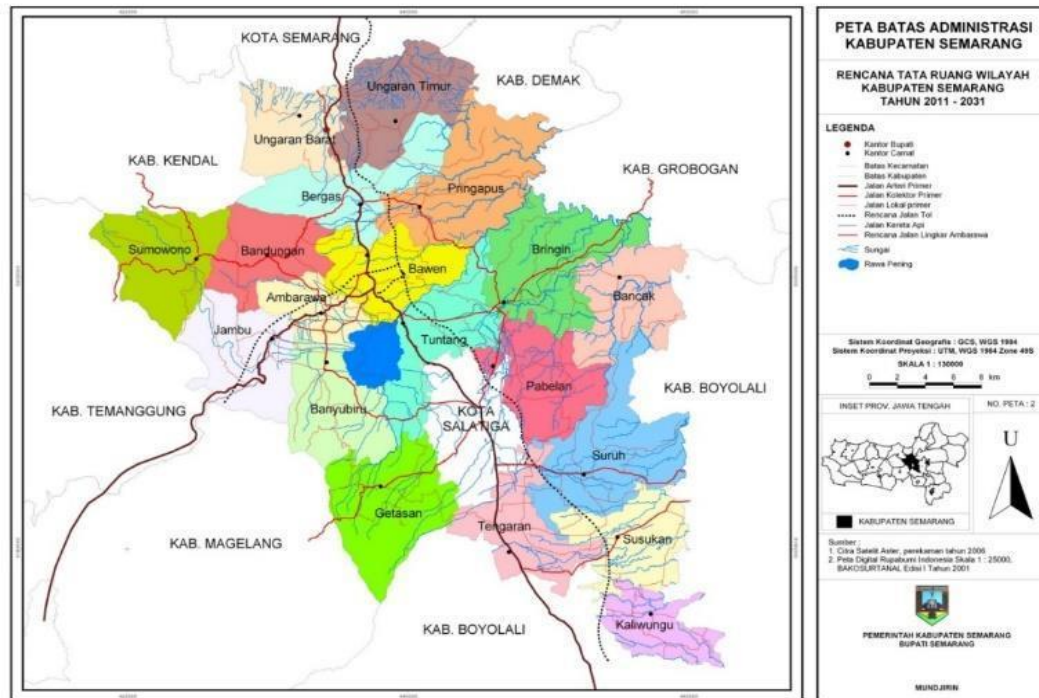 KOTA SEMARANG
KAB. DEMAK
Ungaran Timur
Ungaran Barat
KAB. KENDAL
KAB. GROBOGAN
Pringapus
Bergas
Sumowono
Bandungan
Bringin
Bawen
Bancak
Ambarawa
Jambu
Tuntang
KAB. BOYOLALI
Pabelan
KAB. TEMANGGUNG
Banyubiru
KOTA
SALATIGA
Suruh
Getasan
Tengaran
KAB. MAGELANG
Susukan
KAB. BOYOLALI
Kaliwungu
PETA BATAS ADMINISTRASI
KABUPATEN SEMARANG
RENCANA TATA RUANG WILAYAH
KABUPATEN SEMARANG
TAHUN 2011 - 2031
LEGENDA
Kantor Bupati
Kantor Camat
Batas Kecamatan
Batas Kabupaten
Jalan Arteri Primer
Jalan Kolektor Primer
Jalan Lokal primer
Rencana Jalan Tol
Jalan Kereta Api
Rencana Jalan Lingkar Ambarawa
Sungai
Rawa Pening
Sistem Koordinat Geografis : GCS, WGS 1984
Sistem Koordinat Proyeksi : UTM, WGS 1984 Zone 49S
SKALA 1 : 130000
0 2 4 6 8 km
INSET PROV. JAWA TENGAH
NO. PETA : 2
U
KABUPATEN SEMARANG
Sumber :
1. Citra Satelit Aster, perekaman tahun 2006
2. Peta Digital Rupabumi Indonesia Skala 1 : 25000,
BAKOSURTANAL Edisi I Tahun 2001
PEMERINTAH KABUPATEN SEMARANG
BUPATI SEMARANG
MUNDJIRIN